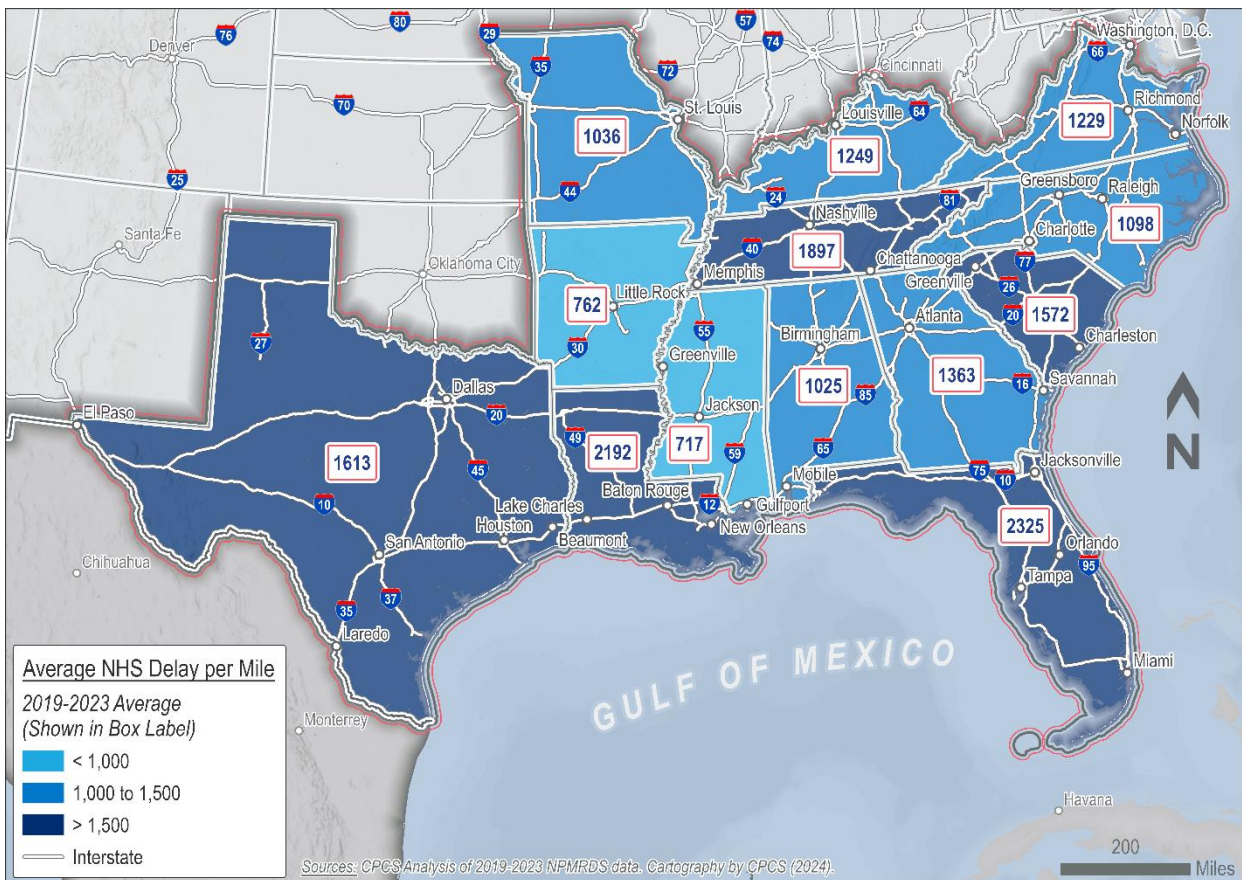 76
80
29
57
74
Washington, D.C.
66
Denver
35
72
Cincinnati
70
St. Louis
Louisville
64
Richmond
1036
1249
1229
Norfolk
25
44
24
81
Greensboro
Raleigh
Nashville
Santa Fe
40
1897
Charlotte
1098
Oklahoma City
Memphis
Chattanooga
77
Greenville
762
Little Rock
26
27
30
55
Birmingham
Atlanta
20
1572
Charleston
Greenville
1025
1363
Dallas
85
16
Savannah
El Paso
20
Jackson
49
2192
717
59
65
1613
45
Baton Rouge
Mobile
75
10
Jacksonville
10
Lake Charles
12
Gulfport
Houston
New Orleans
2325
San Antonio
Beaumont
Orlando
Chihuahua
Tampa
95
35
37
Laredo
GULF OF MEXICO
Miami
Monterrey
Havana
N
Average NHS Delay per Mile
2019-2023 Average
(Shown in Box Label)
< 1,000
1,000 to 1,500
> 1,500
Interstate
Sources: CPCS Analysis of 2019-2023 NPMRDS data. Cartography by CPCS (2024).
200
Miles